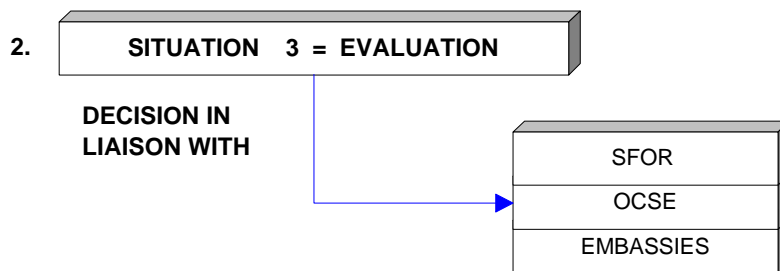 2. SITUATION 3 = EVALUATION
DECISION IN
LIAISON WITH
SFOR
OCSE
EMBASSIES